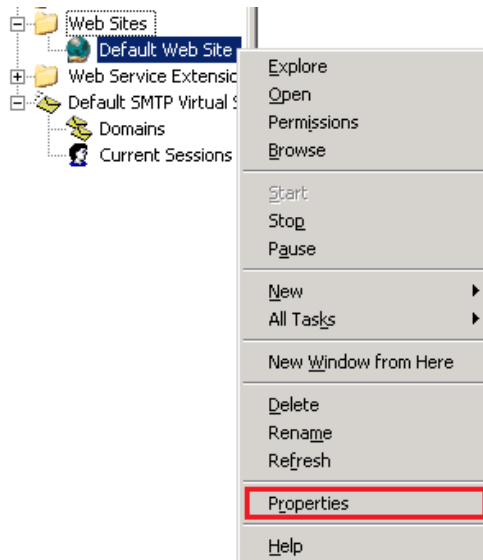 Web Sites
Default Web Site
Web Service Extensio
Default SMTP Virtual S
Domains
Current Sessions
Explore
Open
Permissions
Browse
Start
Stop
Pause
New
All Tasks
New Window from Here
Delete
Rename
Refresh
Properties
Help